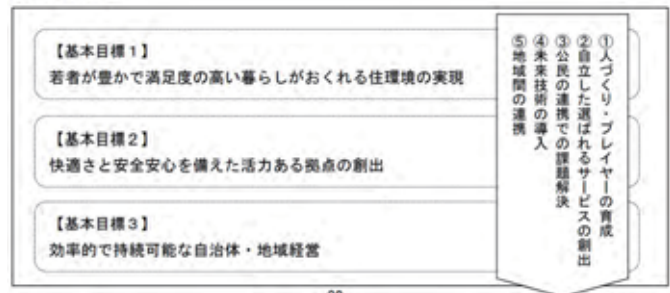 【基本目標1】
若者が豊かで満足度の高い暮らしがおくれる住環境の実現
【基本目標2】
快適さと安全安心を備えた活力ある拠点の創出
【基本目標3】
効率的で持続可能な自治体・地域経営
①人づくり・プレイヤーの育成
②自立した選ばれるサービスの創出
③公民の連携での課題解決
④未来技術の導入
⑤地域間の連携